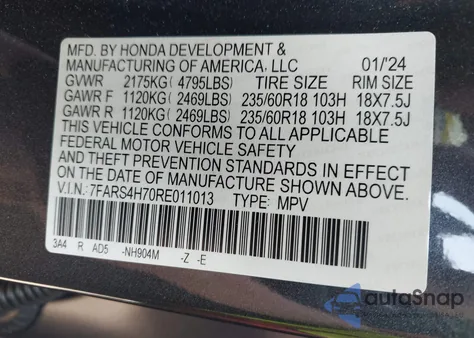 MFD. BY HONDA DEVELOPMENT &
MANUFACTURING OF AMERICA, LLC 01/'24
GVWR 2175KG( 4795LBS) TIRE SIZE RIM SIZE
GAWR F 1120KG( 2469LBS) 235/60R18 103H 18X7.5J
GAWR R 1120KG( 2469LBS) 235/60R18 103H 18X7.5J
THIS VEHICLE CONFORMS TO ALL APPLICABLE
FEDERAL MOTOR VEHICLE SAFETY
AND THEFT PREVENTION STANDARDS IN EFFECT
ON THE DATE OF MANUFACTURE SHOWN ABOVE.
V.I.N.: 7FARS4H70RE011013 TYPE: MPV
3A4 R AD5 -NH904M -Z -E
autoSnap